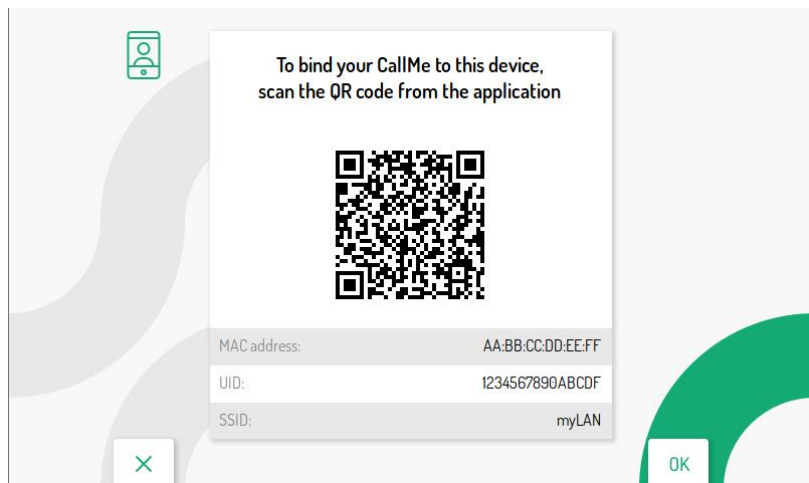 To bind your CallMe to this device,
scan the QR code from the application
MAC address: AA:BB:CC:DD:EE:FF
UID: 1234567890ABCDF
SSID: myLAN
OK